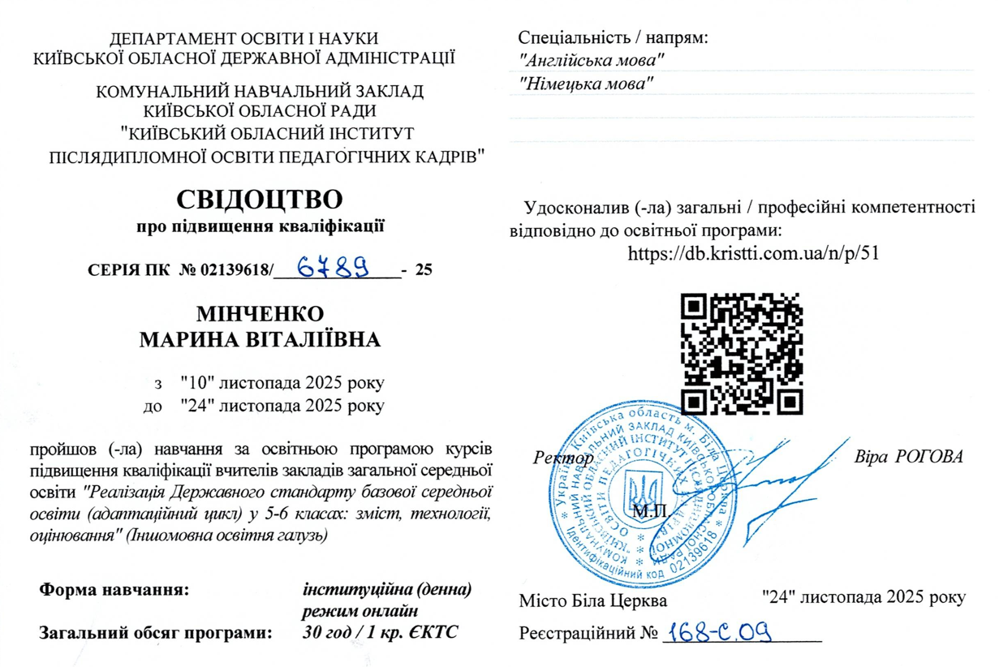 ДЕПАРТАМЕНТ ОСВІТИ І НАУКИ
КИЇВСЬКОЇ ОБЛАСНОЇ ДЕРЖАВНОЇ АДМІНІСТРАЦІЇ
КОМУНАЛЬНИЙ НАВЧАЛЬНИЙ ЗАКЛАД
КИЇВСЬКОЇ ОБЛАСНОЇ РАДИ
"КИЇВСЬКИЙ ОБЛАСНИЙ ІНСТИТУТ
ПІСЛЯДИПЛОМНОЇ ОСВІТИ ПЕДАГОГІЧНИХ КАДРІВ"
СВІДОЦТВО
про підвищення кваліфікації
СЕРІЯ ПК № 02139618/ 6789 - 25
МІНЧЕНКО
МАРИНА ВІТАЛІЇВНА
з "10" листопада 2025 року
до "24" листопада 2025 року
пройшов (-ла) навчання за освітньою програмою курсів
підвищення кваліфікації вчителів закладів загальної середньої
освіти "Реалізація Державного стандарту базової середньої
освіти (адаптаційний цикл) у 5-6 класах: зміст, технології,
оцінювання" (Іншомовна освітня галузь)
Форма навчання: інституційна (денна)
режим онлайн
Загальний обсяг програми: 30 год / 1 кр. ЄКТС
Спеціальність / напрям:
"Англійська мова"
"Німецька мова"
Удосконалив (-ла) загальні / професійні компетентності
відповідно до освітньої програми:
https://db.kristti.com.ua/n/p/51
Ректор Віра РОГОВА
М.П.
Україна * Київська область м. Біла Церква *
Ідентифікаційний код 02139618
КОМУНАЛЬНИЙ НАВЧАЛЬНИЙ ЗАКЛАД КИЇВСЬКОЇ ОБЛАСНОЇ РАДИ
"КИЇВСЬКИЙ ОБЛАСНИЙ ІНСТИТУТ ПІСЛЯДИПЛОМНОЇ
ОСВІТИ ПЕДАГОГІЧНИХ КАДРІВ"
Місто Біла Церква "24" листопада 2025 року
Реєстраційний № 168-С.09